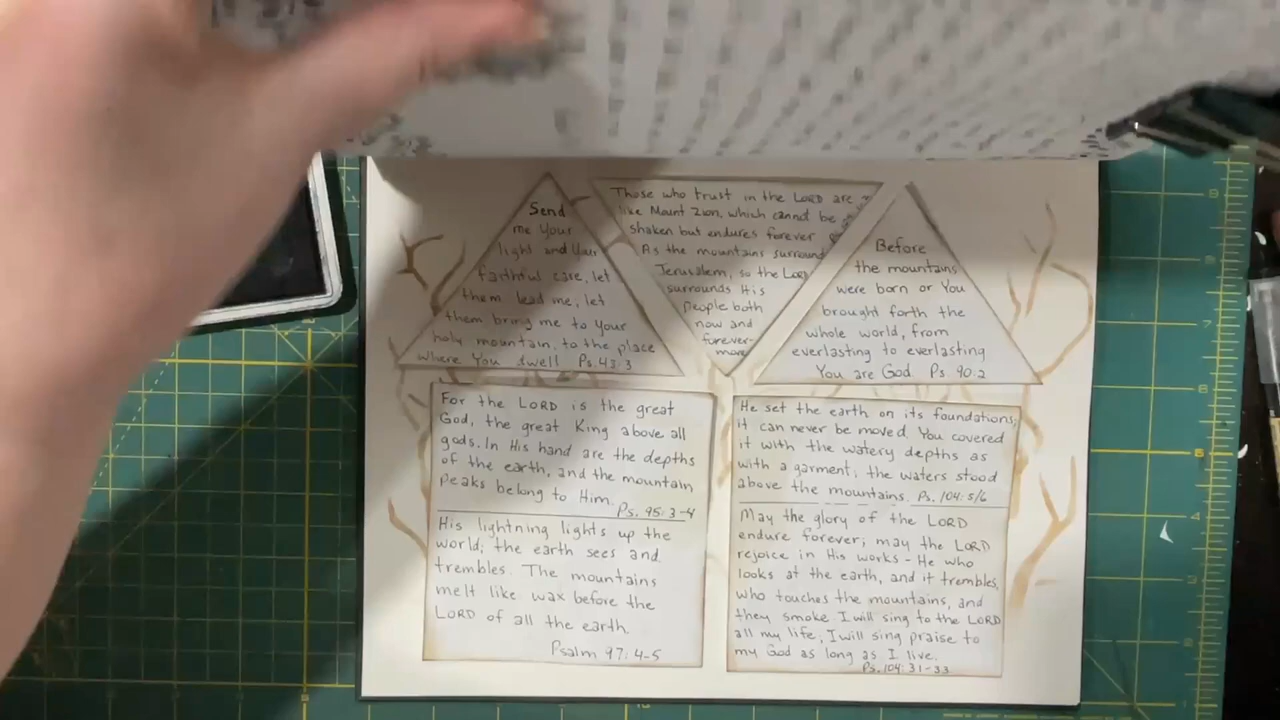 Send
me Your
light and Your
faithful care, let
them lead me; let
them bring me to Your
holy mountain, to the place
where You dwell Ps. 43:3
Those who trust in the LORD are
like Mount Zion, which cannot be
shaken but endures forever
As the mountains surround
Jerusalem, so the LORD
surrounds His
people both
now and
forever-
more
Before
the mountains
were born or You
brought forth the
whole world, from
everlasting to everlasting
You are God. Ps. 90:2
For the LORD is the great
God, the great King above all
gods. In His hand are the depths
of the earth, and the mountain
peaks belong to Him.
Ps. 95:3-4
His lightning lights up the
world; the earth sees and
trembles. The mountains
melt like wax before the
LORD of all the earth.
Psalm 97:4-5
He set the earth on its foundations;
it can never be moved. You covered
it with the watery depths as
with a garment; the waters stood
above the mountains. Ps. 104:5/6
May the glory of the LORD
endure forever; may the LORD
rejoice in His works - He who
looks at the earth, and it trembles,
who touches the mountains, and
they smoke. I will sing to the LORD
all my life; I will sing praise to
my God as long as I live.
Ps. 104:31-33